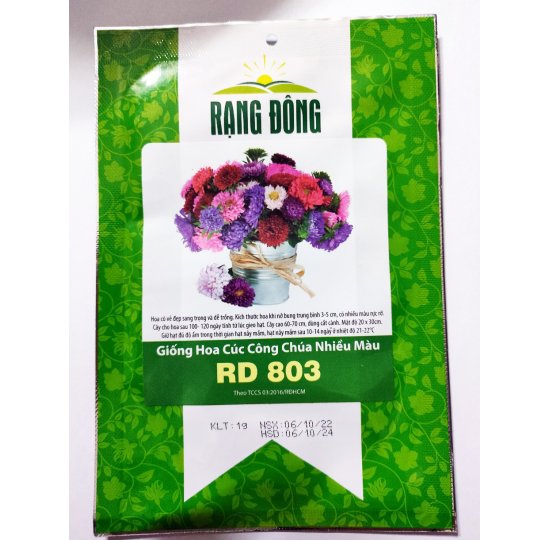 RẠNG ĐÔNG
Hoa có vẻ đẹp sang trọng và dễ trồng. Kích thước hoa khi nở bung trung bình 3-5 cm, có nhiều màu rực rỡ.
Cây cho hoa sau 100- 120 ngày tính từ lúc gieo hạt. Cây cao 60-70 cm, dùng cắt cành. Mật độ 20 x 30cm.
Giữ hạt đủ độ ẩm trong thời gian hạt nảy mầm, hạt nảy mầm sau 10-14 ngày ở nhiệt độ 21-22°C
Giống Hoa Cúc Công Chúa Nhiều Màu
RD 803
Theo TCCS 03:2016/RĐHCM
KLT:1g NSX:06/10/22
HSD:06/10/24